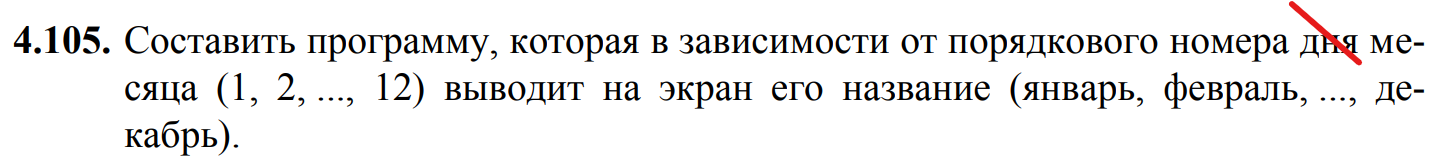 4.105. Составить программу, которая в зависимости от порядкового номера дня ме-
сяца (1, 2, ..., 12) выводит на экран его название (январь, февраль, ..., де-
кабрь).